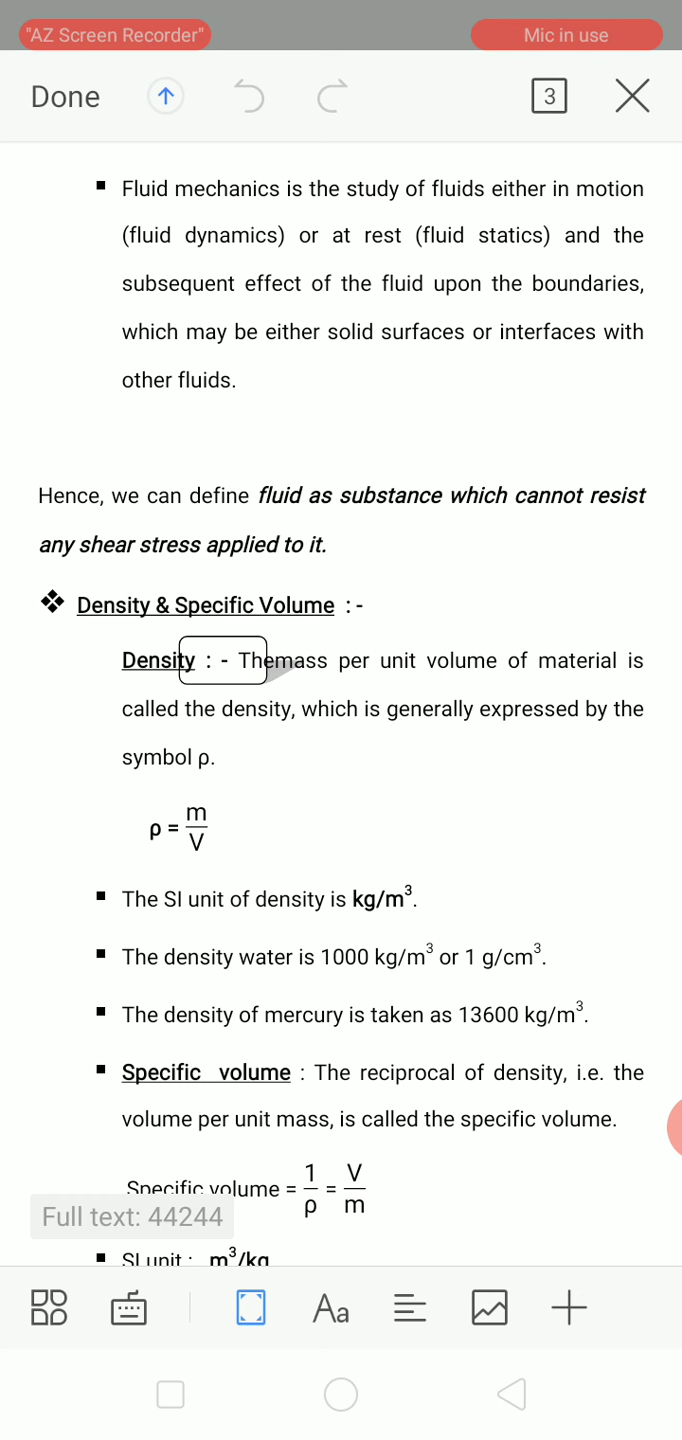 "AZ Screen Recorder"
Mic in use
Done
3
Fluid mechanics is the study of fluids either in motion
(fluid dynamics) or at rest (fluid statics) and the
subsequent effect of the fluid upon the boundaries,
which may be either solid surfaces or interfaces with
other fluids.
Hence, we can define fluid as substance which cannot resist
any shear stress applied to it.
❖ Density & Specific Volume : -
Density : - Themass per unit volume of material is
called the density, which is generally expressed by the
symbol ρ.
ρ = m/V
▪ The SI unit of density is kg/m³.
▪ The density water is 1000 kg/m³ or 1 g/cm³.
▪ The density of mercury is taken as 13600 kg/m³.
▪ Specific volume : The reciprocal of density, i.e. the
volume per unit mass, is called the specific volume.
Specific volume = 1/ρ = V/m
Full text: 44244
▪ SI unit : m³/kg
Aa